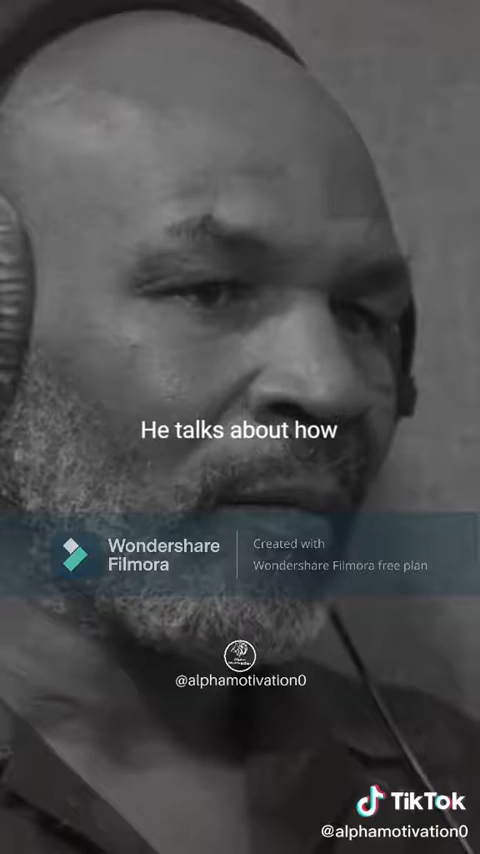 He talks about how
Wondershare
Filmora
Created with
Wondershare Filmora free plan
@alphamotivation0
TikTok
@alphamotivation0